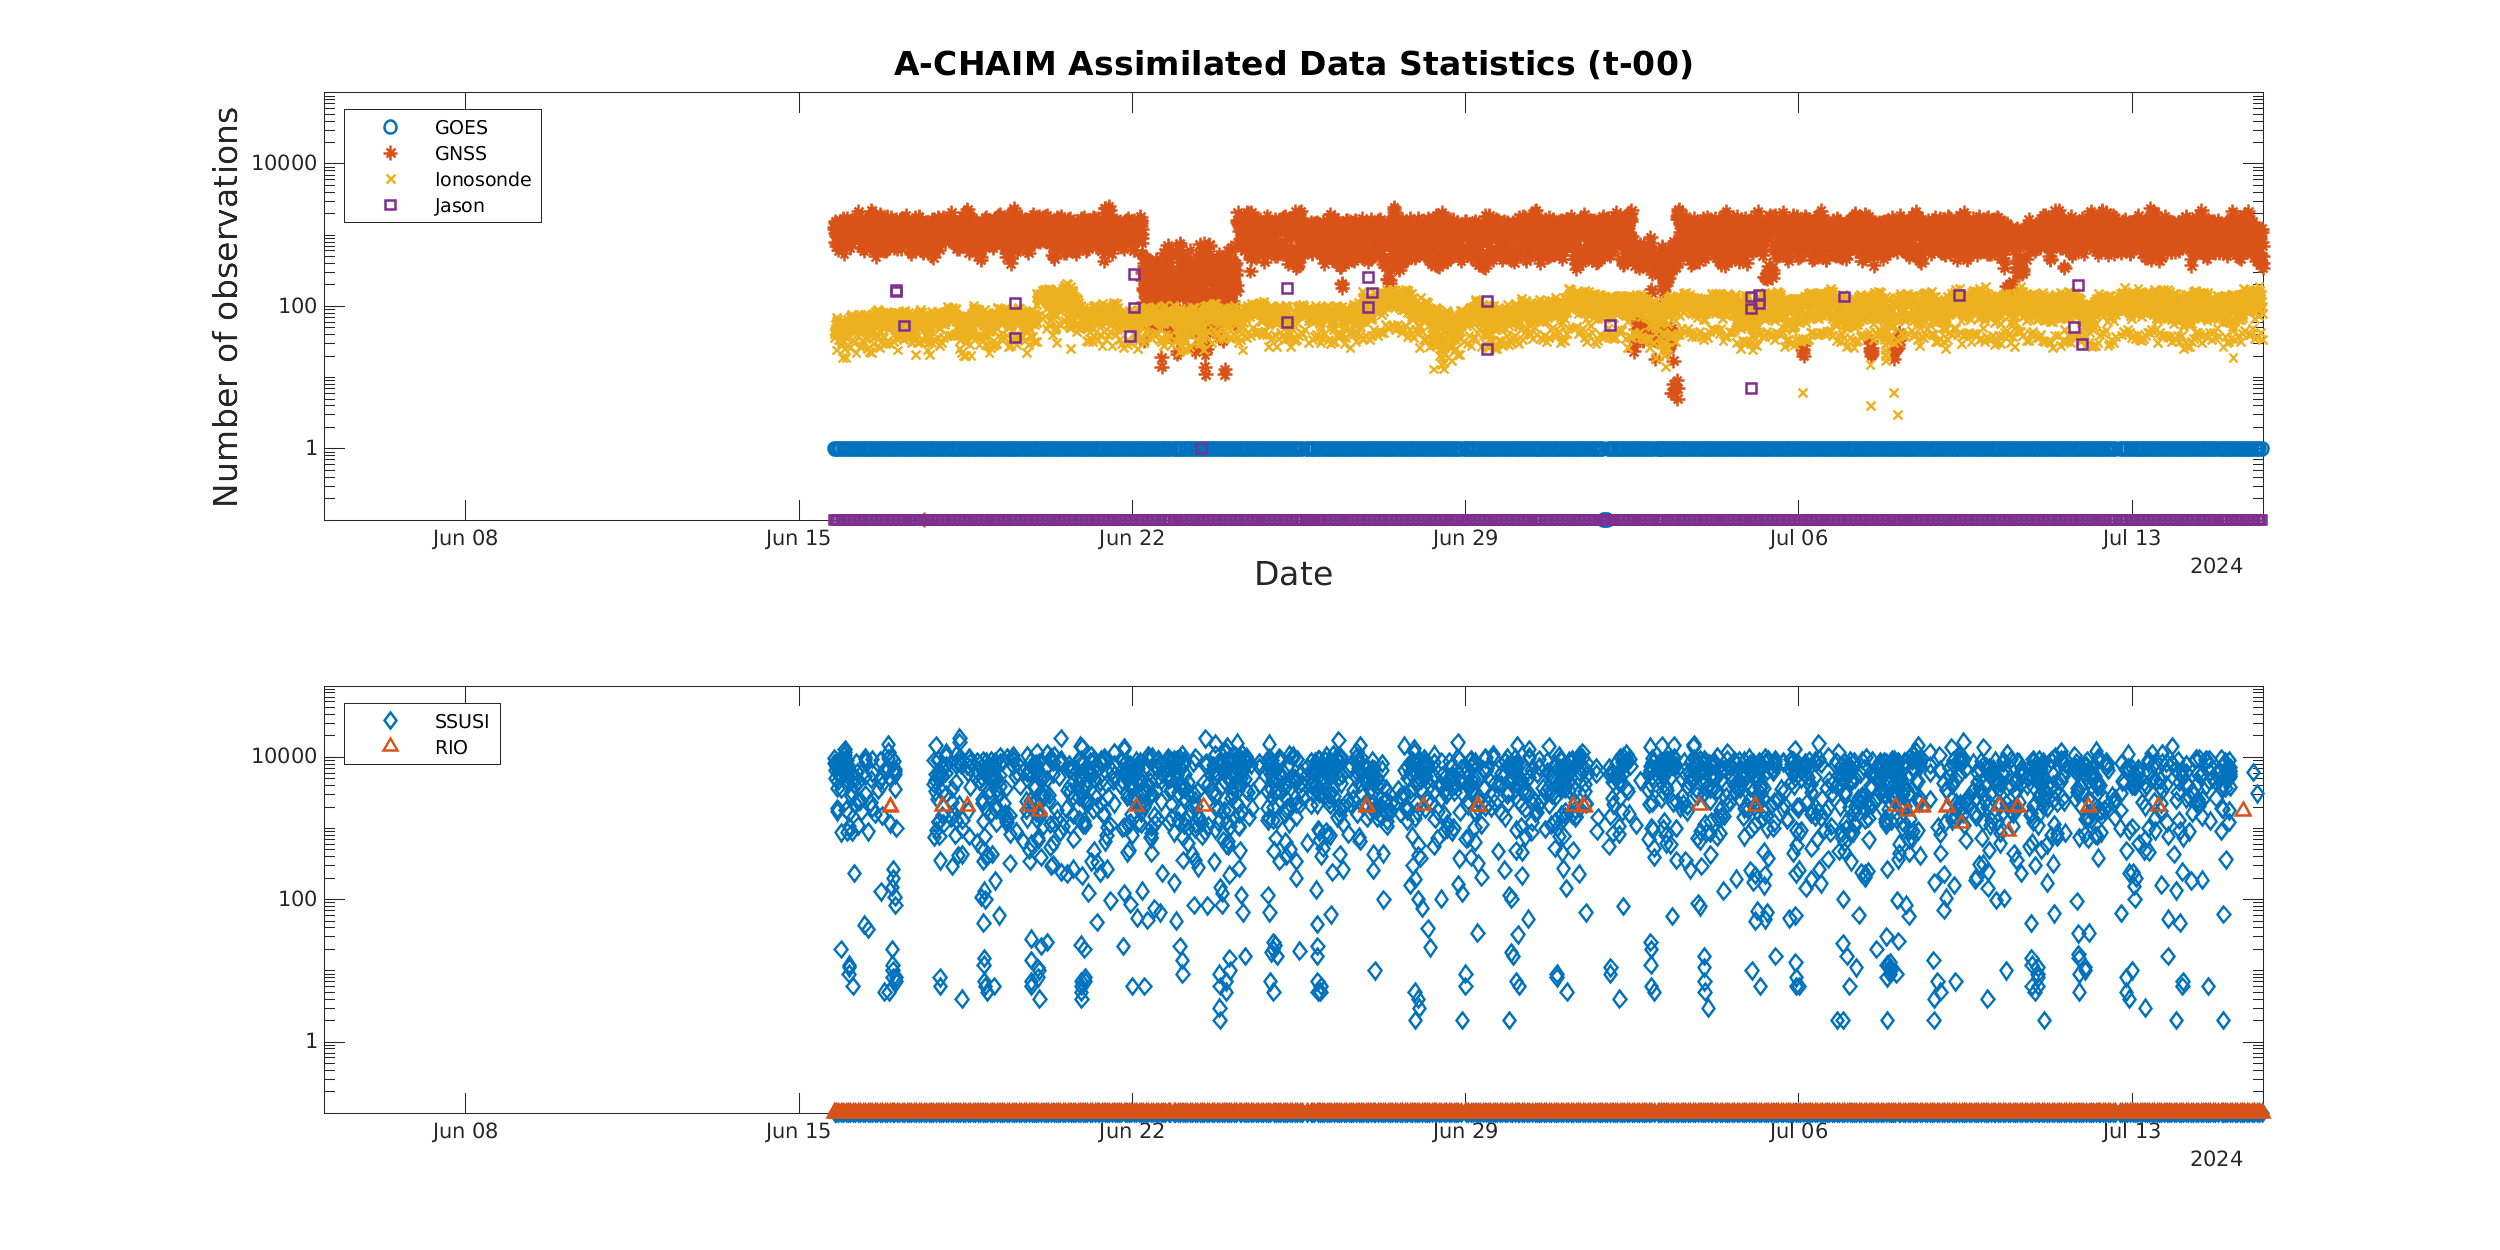 A-CHAIM Assimilated Data Statistics (t-00)
Number of observations
10000
100
1
GOES
GNSS
Ionosonde
Jason
Jun 08
Jun 15
Jun 22
Jun 29
Jul 06
Jul 13
2024
Date
10000
100
1
SSUSI
RIO
Jun 08
Jun 15
Jun 22
Jun 29
Jul 06
Jul 13
2024